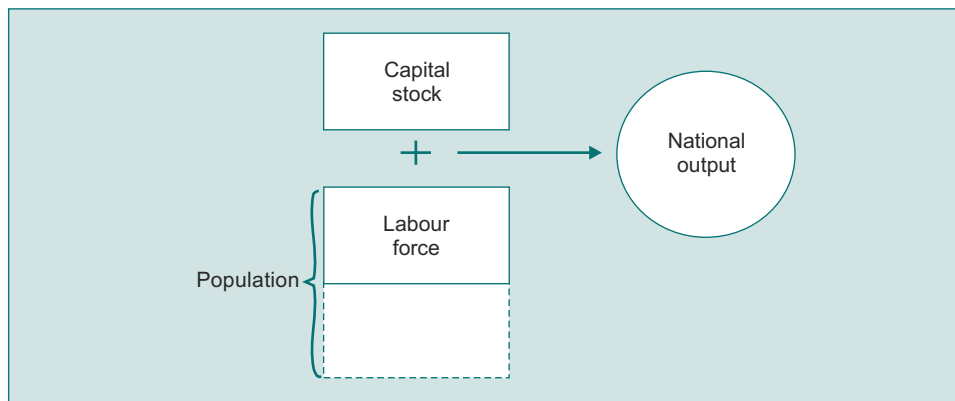 Capital
stock
+
National
output
Labour
force
Population